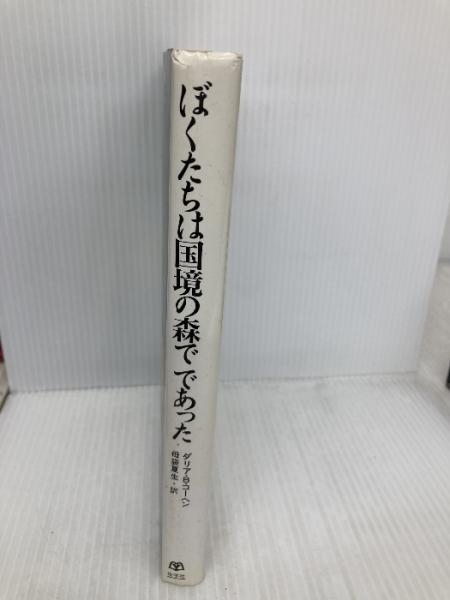 ぼくたちは国境の森でであった
ダリア・B・コーヘン
母袋夏生・訳